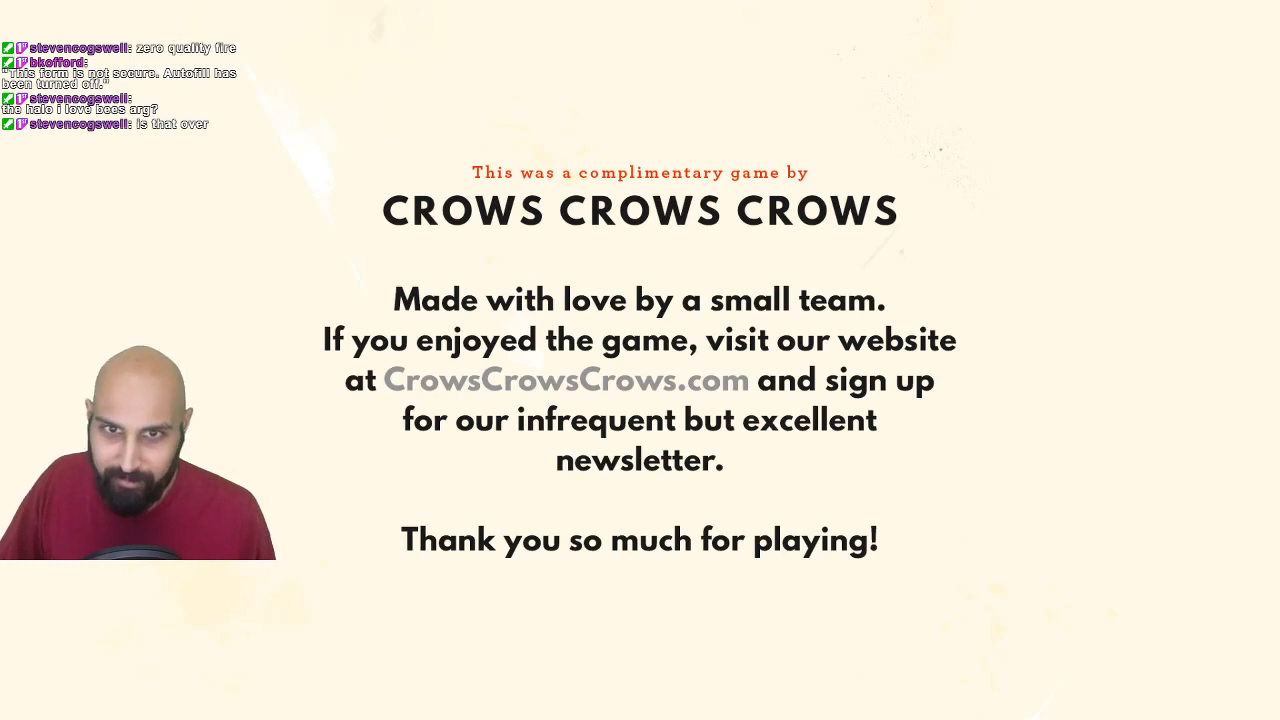 stevencogswell: zero quality fire
bkofford:
"This form is not secure. Autofill has
been turned off."
stevencogswell:
the halo i love bees arg?
stevencogswell: is that over
This was a complimentary game by
CROWS CROWS CROWS
Made with love by a small team.
If you enjoyed the game, visit our website
at CrowsCrowsCrows.com and sign up
for our infrequent but excellent
newsletter.
Thank you so much for playing!